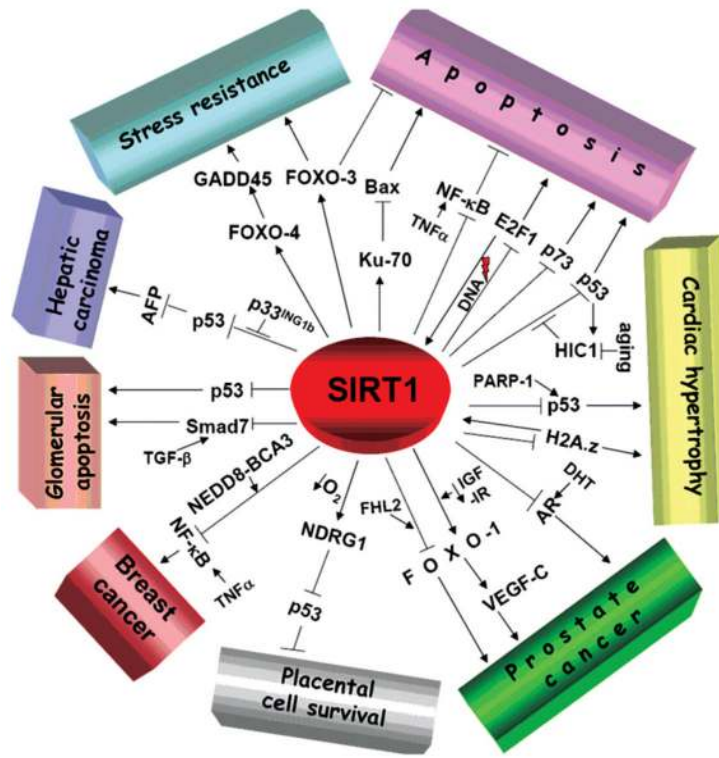 Stress resistance
Apoptosis
GADD45
FOXO-3
Bax
NF-κB
E2F1
p73
p53
TNFα
FOXO-4
Ku-70
DNA
HIC1
aging
Hepatic
carcinoma
AFP
p53
p33ING1b
Cardiac hypertrophy
SIRT1
PARP-1
p53
H2A.z
Glomerular
apoptosis
p53
Smad7
TGF-β
NEDD8-BCA3
NF-κB
TNFα
Breast
cancer
O2
NDRG1
p53
Placental
cell survival
FHL2
IGF
-IR
FOXO-1
VEGF-C
DHT
AR
Prostate
cancer